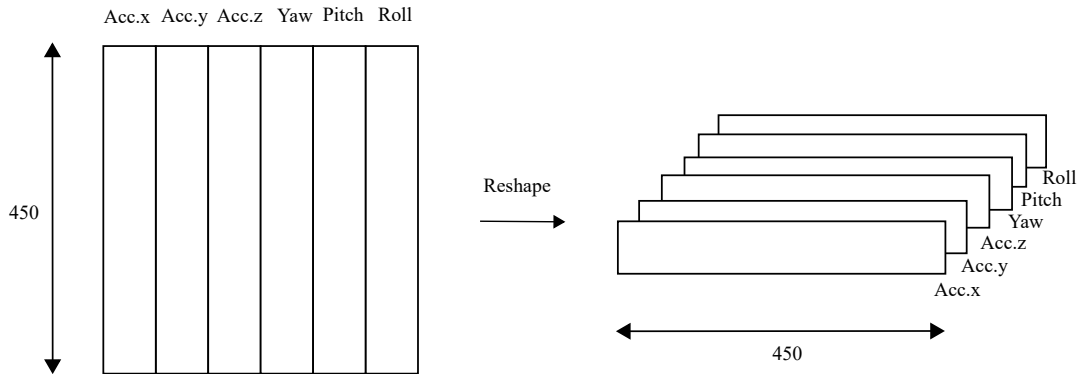 Acc.x Acc.y Acc.z Yaw Pitch Roll
450
Reshape
Roll
Pitch
Yaw
Acc.z
Acc.y
Acc.x
450